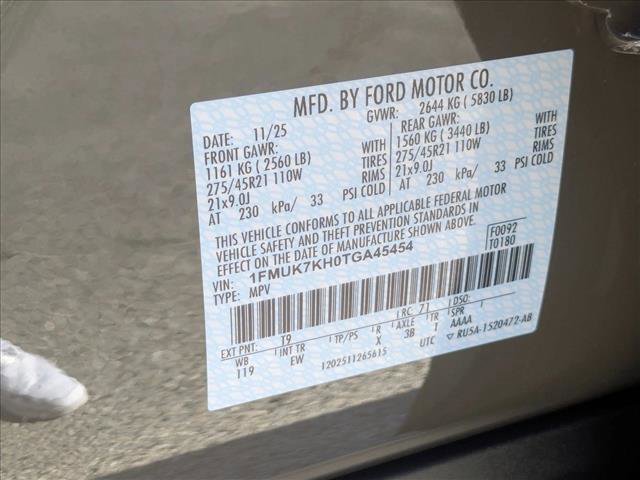 MFD. BY FORD MOTOR CO.
DATE: 11/25 GVWR: 2644 KG ( 5830 LB)
FRONT GAWR: REAR GAWR:
1161 KG ( 2560 LB) WITH 1560 KG ( 3440 LB) WITH
275/45R21 110W TIRES 275/45R21 110W TIRES
21x9.0J RIMS 21x9.0J RIMS
AT 230 kPa/ 33 PSI COLD AT 230 kPa/ 33 PSI COLD
THIS VEHICLE CONFORMS TO ALL APPLICABLE FEDERAL MOTOR
VEHICLE SAFETY AND THEFT PREVENTION STANDARDS IN
EFFECT ON THE DATE OF MANUFACTURE SHOWN ABOVE.
VIN: 1FMUK7KH0TGA45454 F0092
TYPE: MPV T0180
EXT PNT: T9 RC: 71 DSO:
WB INT TR TP/PS R AXLE TR SPR
119 EW X 3B 1 AAAA
12025112656​15 UTC ▽ RU5A-1520472-AB